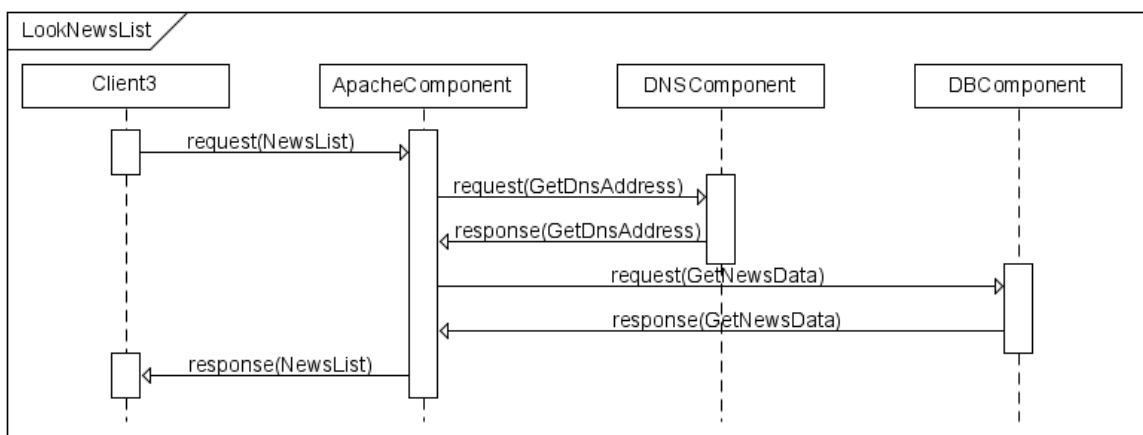 LookNewsList
Client3
ApacheComponent
DNSComponent
DBComponent
request(NewsList)
request(GetDnsAddress)
response(GetDnsAddress)
request(GetNewsData)
response(GetNewsData)
response(NewsList)